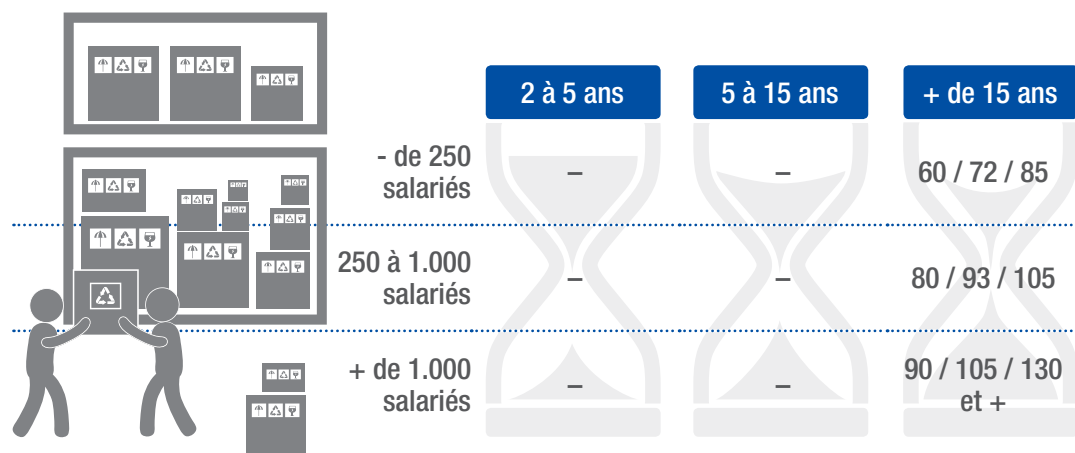 2 à 5 ans
5 à 15 ans
+ de 15 ans
- de 250
salariés
–
–
60 / 72 / 85
250 à 1.000
salariés
–
–
80 / 93 / 105
+ de 1.000
salariés
–
–
90 / 105 / 130
et +